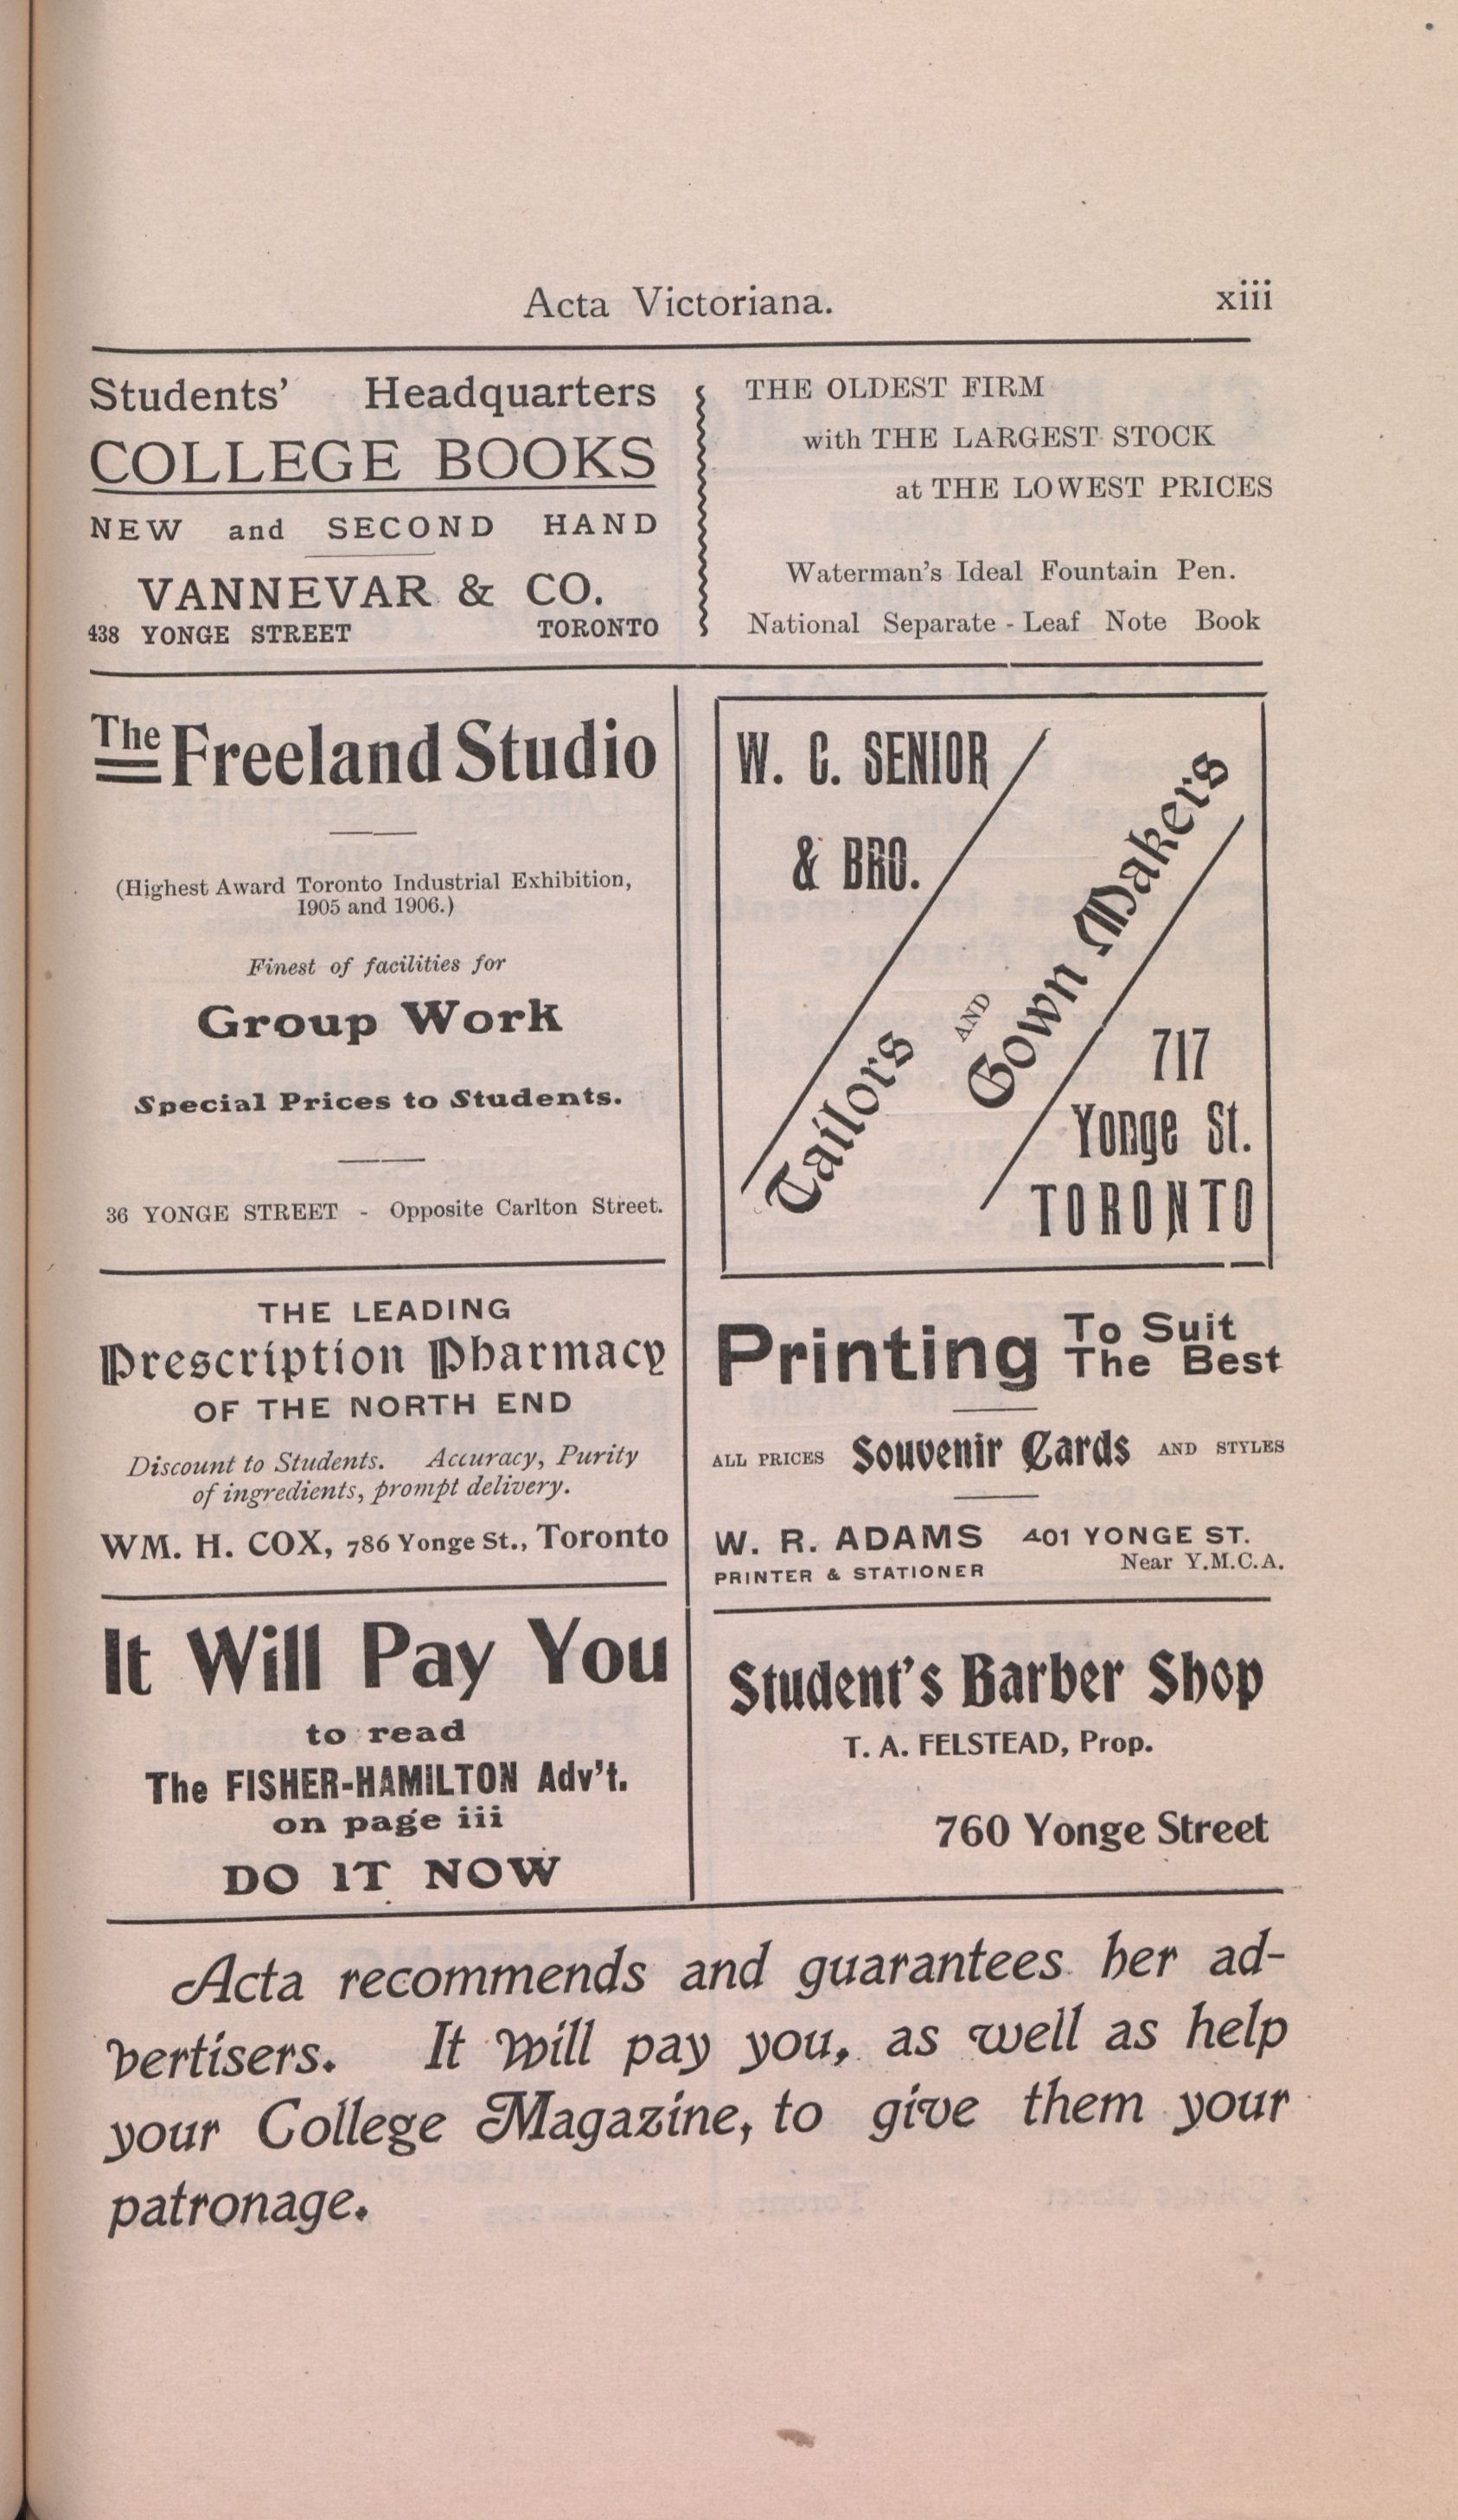 Acta Victoriana.
xiii
Students' Headquarters
COLLEGE BOOKS
NEW and SECOND HAND
VANNEVAR & CO.
438 YONGE STREET TORONTO
THE OLDEST FIRM
with THE LARGEST STOCK
at THE LOWEST PRICES
Waterman's Ideal Fountain Pen.
National Separate - Leaf Note Book
The Freeland Studio
(Highest Award Toronto Industrial Exhibition,
1905 and 1906.)
Finest of facilities for
Group Work
Special Prices to Students.
36 YONGE STREET - Opposite Carlton Street.
W. C. SENIOR
& BRO.
Tailors
AND
Gown Makers
717
Yonge St.
TORONTO
THE LEADING
Prescription Pharmacy
OF THE NORTH END
Discount to Students. Accuracy, Purity
of ingredients, prompt delivery.
WM. H. COX, 786 Yonge St., Toronto
Printing To Suit
The Best
ALL PRICES Souvenir Cards AND STYLES
W. R. ADAMS 401 YONGE ST.
PRINTER & STATIONER Near Y.M.C.A.
It Will Pay You
to read
The FISHER-HAMILTON Adv't.
on page iii
DO IT NOW
Student's Barber Shop
T. A. FELSTEAD, Prop.
760 Yonge Street
Acta recommends and guarantees her ad-
vertisers. It will pay you, as well as help
your College Magazine, to give them your
patronage.